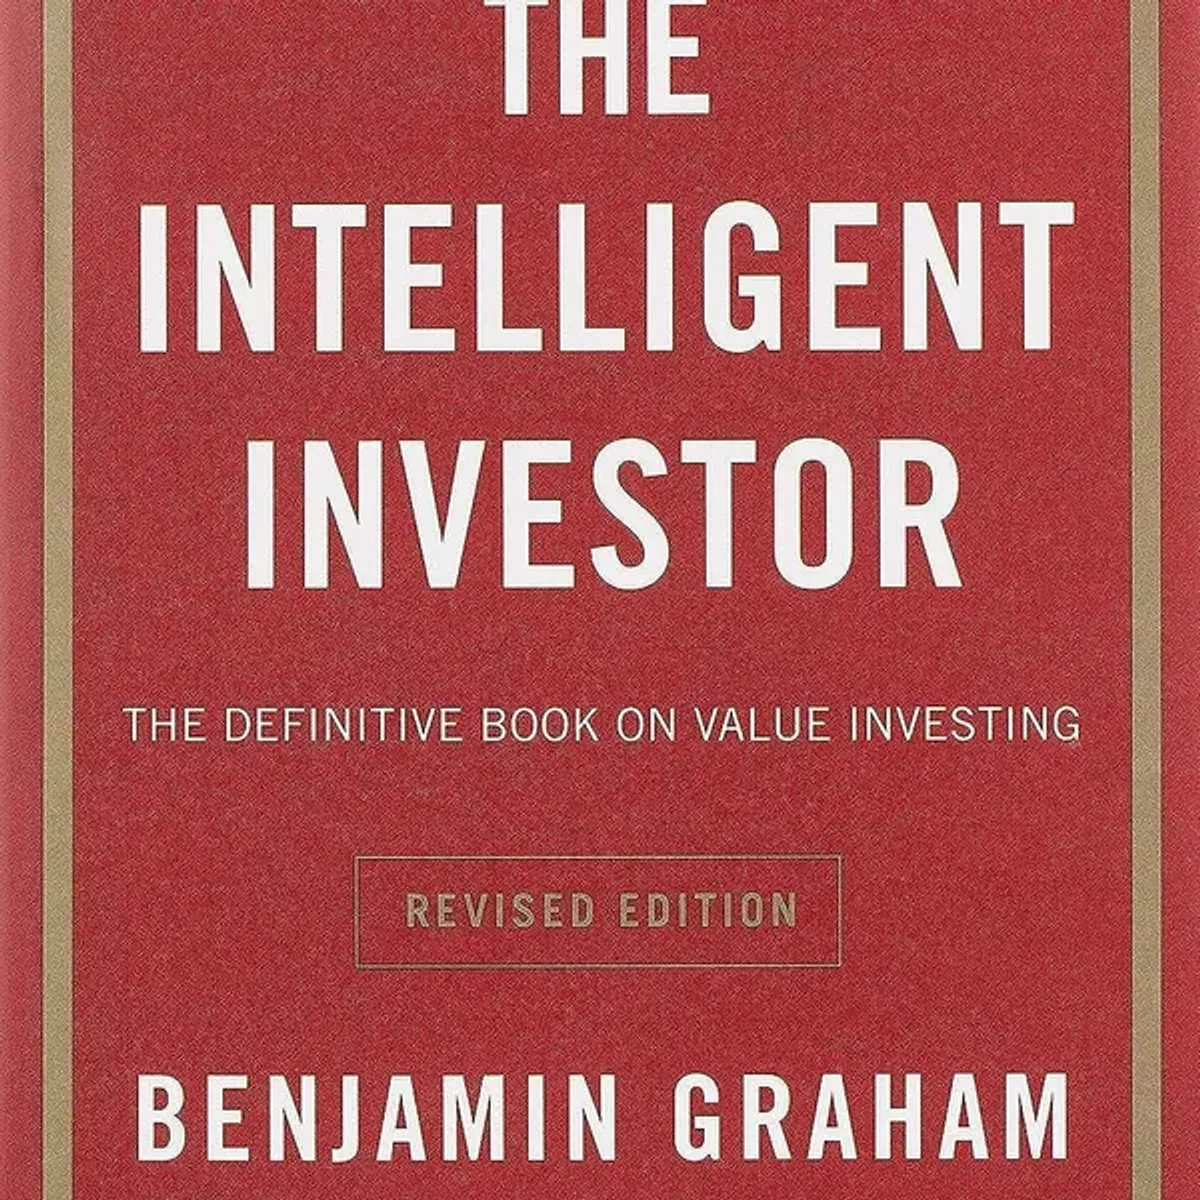 THE
INTELLIGENT
INVESTOR
THE DEFINITIVE BOOK ON VALUE INVESTING
REVISED EDITION
BENJAMIN GRAHAM